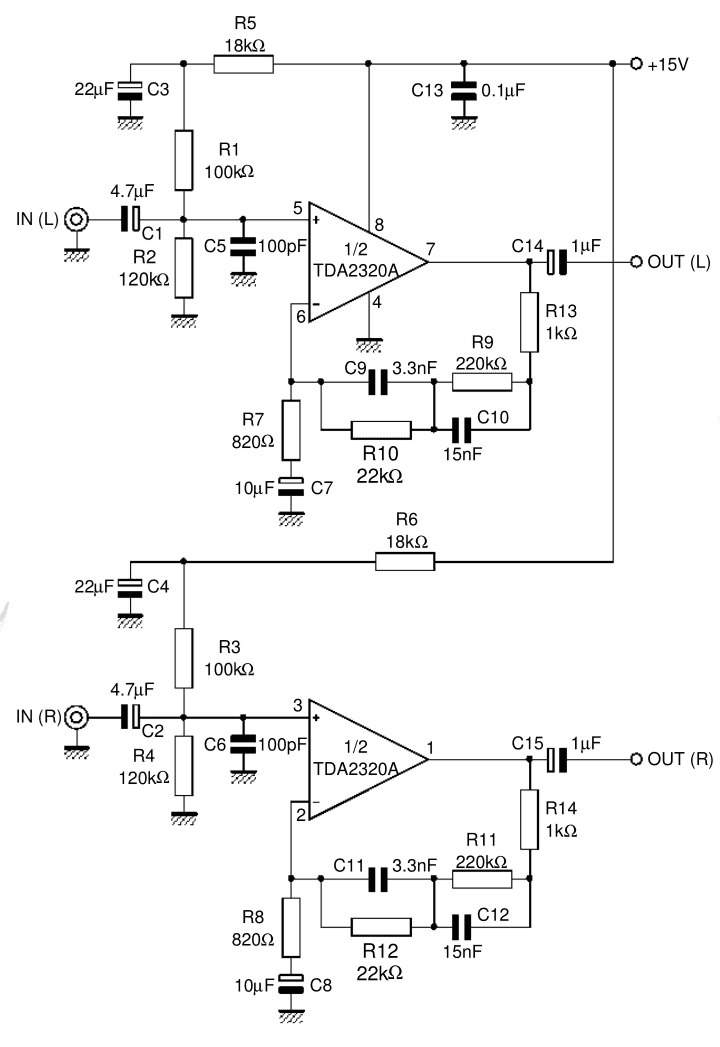 R5
18kΩ
+15V
22μF C3
C13 0.1μF
R1
100kΩ
4.7μF
IN (L)
C1
5
+
8
R2
120kΩ
C5 100pF
1/2
TDA2320A
7
C14 1μF
OUT (L)
−
6
4
R13
1kΩ
R9
220kΩ
C9 3.3nF
R7
820Ω
C10
15nF
R10
22kΩ
10μF C7
R6
18kΩ
22μF C4
R3
100kΩ
4.7μF
IN (R)
C2
3
+
R4
120kΩ
C6 100pF
1/2
TDA2320A
1
C15 1μF
OUT (R)
−
2
R14
1kΩ
R11
220kΩ
C11 3.3nF
R8
820Ω
C12
15nF
R12
22kΩ
10μF C8